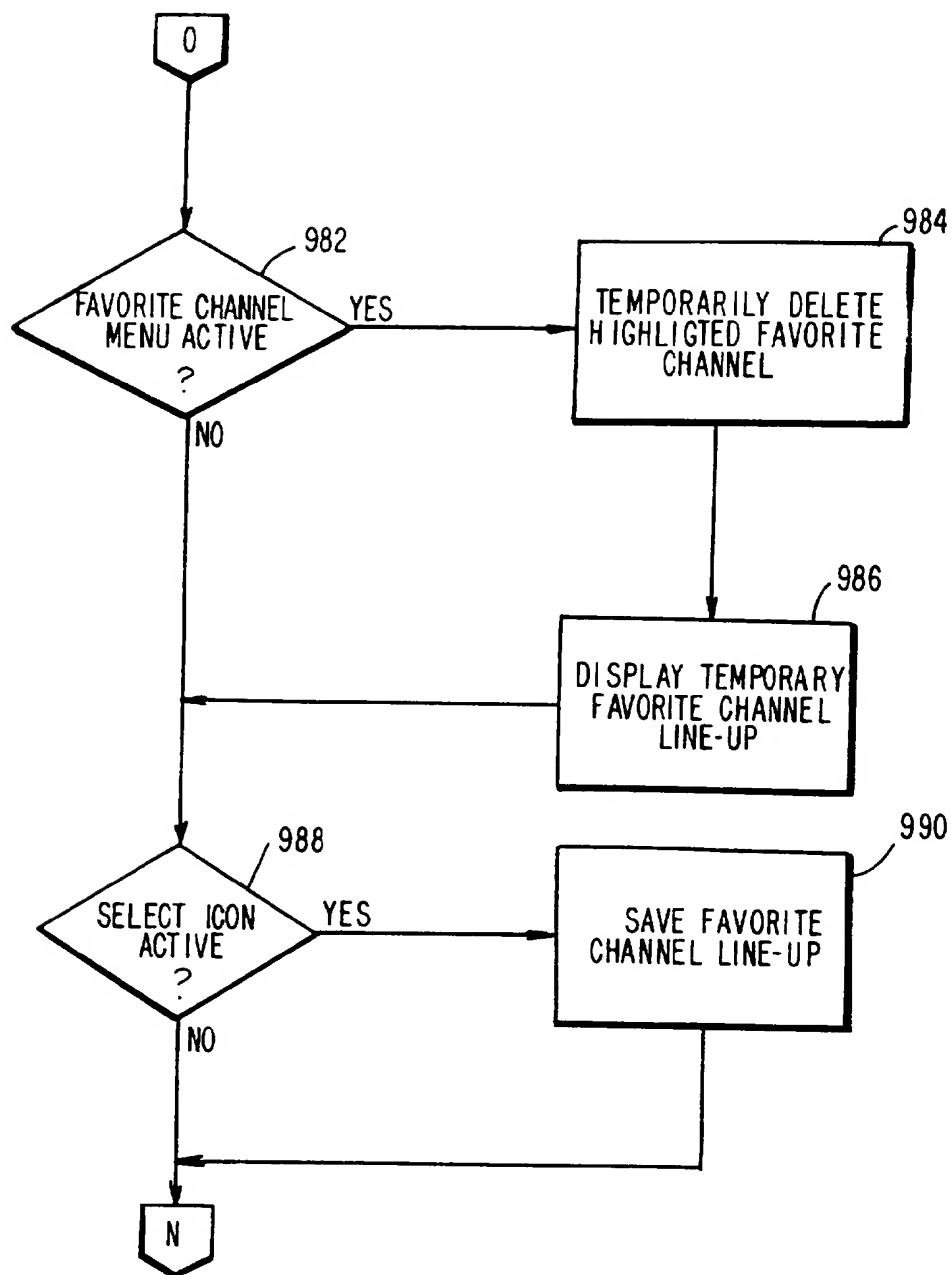 O
982
FAVORITE CHANNEL
MENU ACTIVE
?
YES
NO
984
TEMPORARILY DELETE
HIGHLIGTED FAVORITE
CHANNEL
986
DISPLAY TEMPORARY
FAVORITE CHANNEL
LINE-UP
988
SELECT ICON
ACTIVE
?
YES
NO
990
SAVE FAVORITE
CHANNEL LINE-UP
N